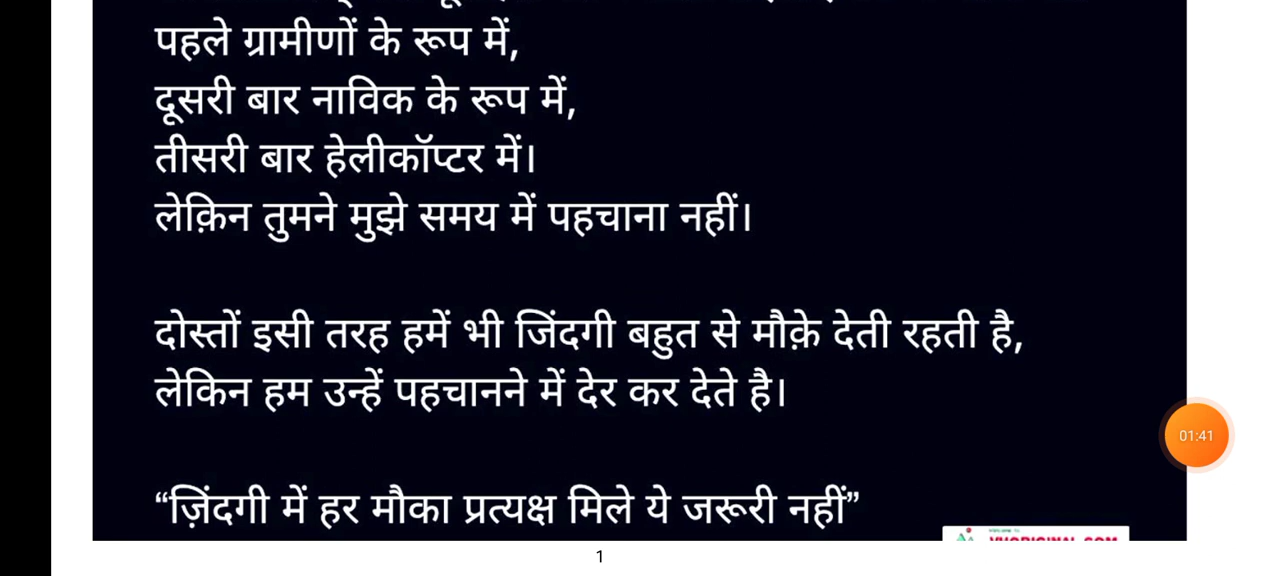 पहले ग्रामीणों के रूप में,
दूसरी बार नाविक के रूप में,
तीसरी बार हेलीकॉप्टर में।
लेक़िन तुमने मुझे समय में पहचाना नहीं।
दोस्तों इसी तरह हमें भी जिंदगी बहुत से मौक़े देती रहती है,
लेकिन हम उन्हें पहचानने में देर कर देते है।
01:41
“ज़िंदगी में हर मौका प्रत्यक्ष मिले ये जरूरी नहीं”
1